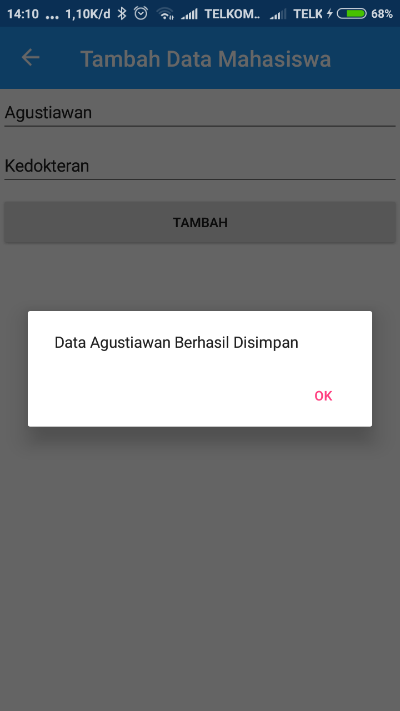 14:10 ... 1,10K/d TELKOM.. TELK 68%
Tambah Data Mahasiswa
Agustiawan
Kedokteran
TAMBAH
Data Agustiawan Berhasil Disimpan
OK